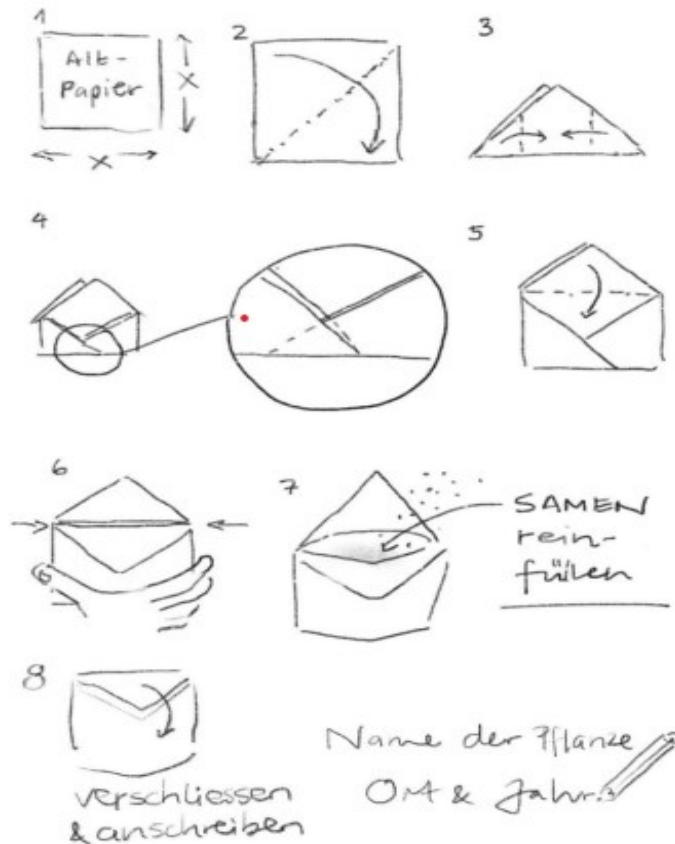 1
Alt-
Papier
x
x
2
3
4
5
6
7
SAMEN
rein-
füllen
8
verschliessen
& anschreiben
Name der Pflanze
Ort & Jahr